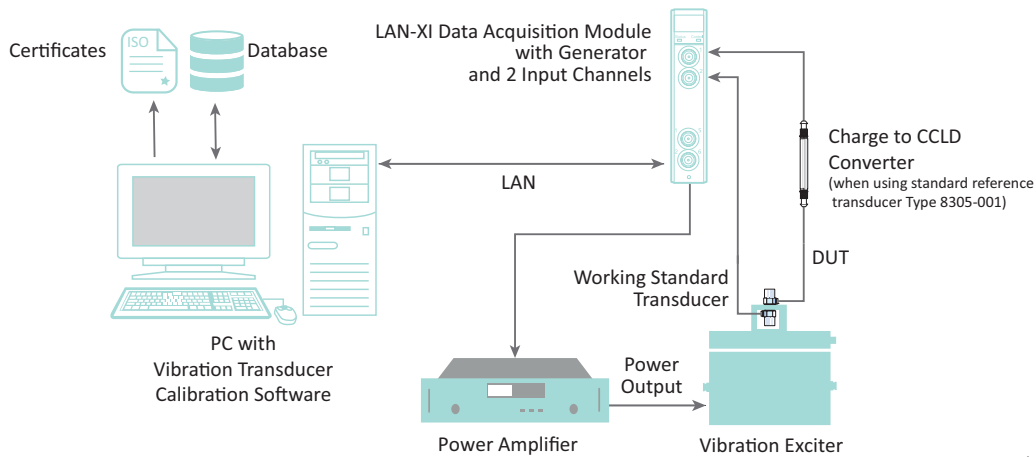 Certificates
ISO
Database
LAN-XI Data Acquisition Module
with Generator
and 2 Input Channels
Charge to CCLD
Converter
(when using standard reference
transducer Type 8305-001)
LAN
DUT
Working Standard
Transducer
PC with
Vibration Transducer
Calibration Software
Power
Output
Power Amplifier
Vibration Exciter